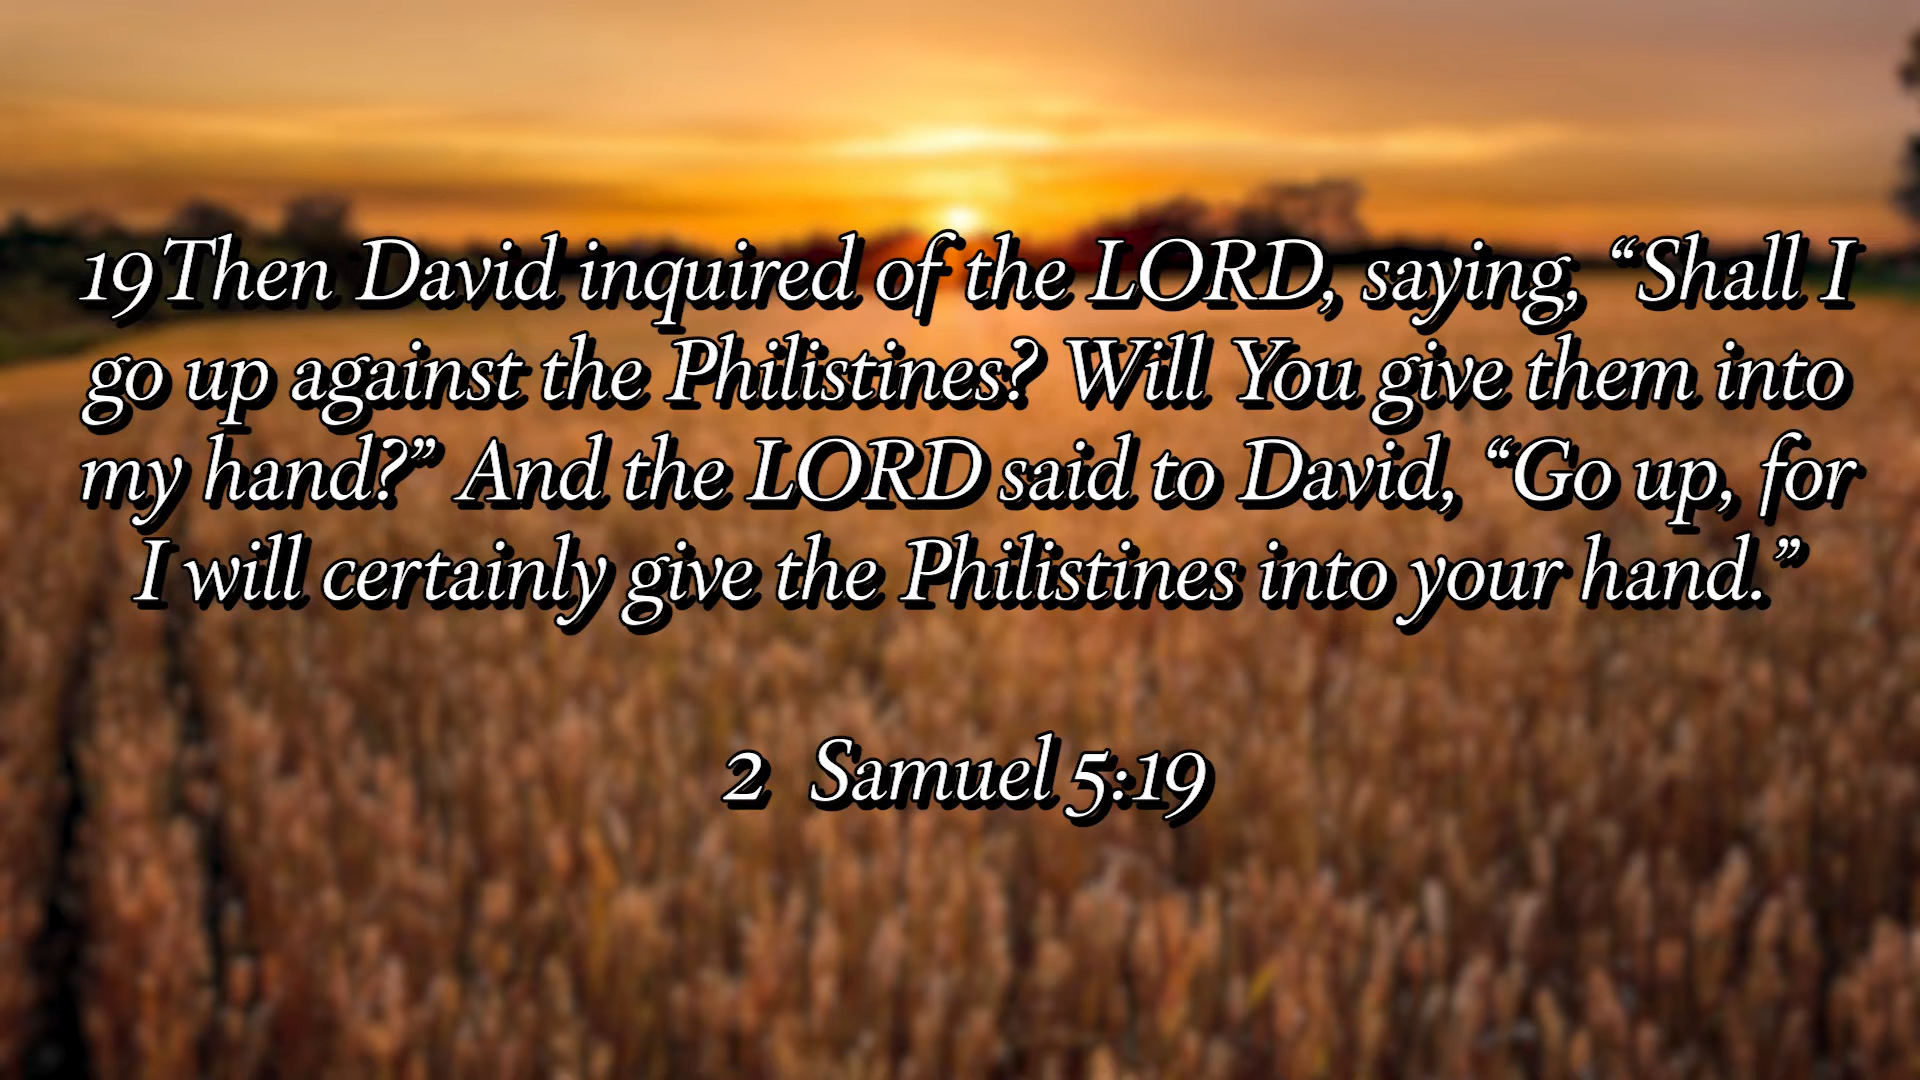 19 Then David inquired of the LORD, saying, “Shall I
go up against the Philistines? Will You give them into
my hand?” And the LORD said to David, “Go up, for
I will certainly give the Philistines into your hand.”
2 Samuel 5:19